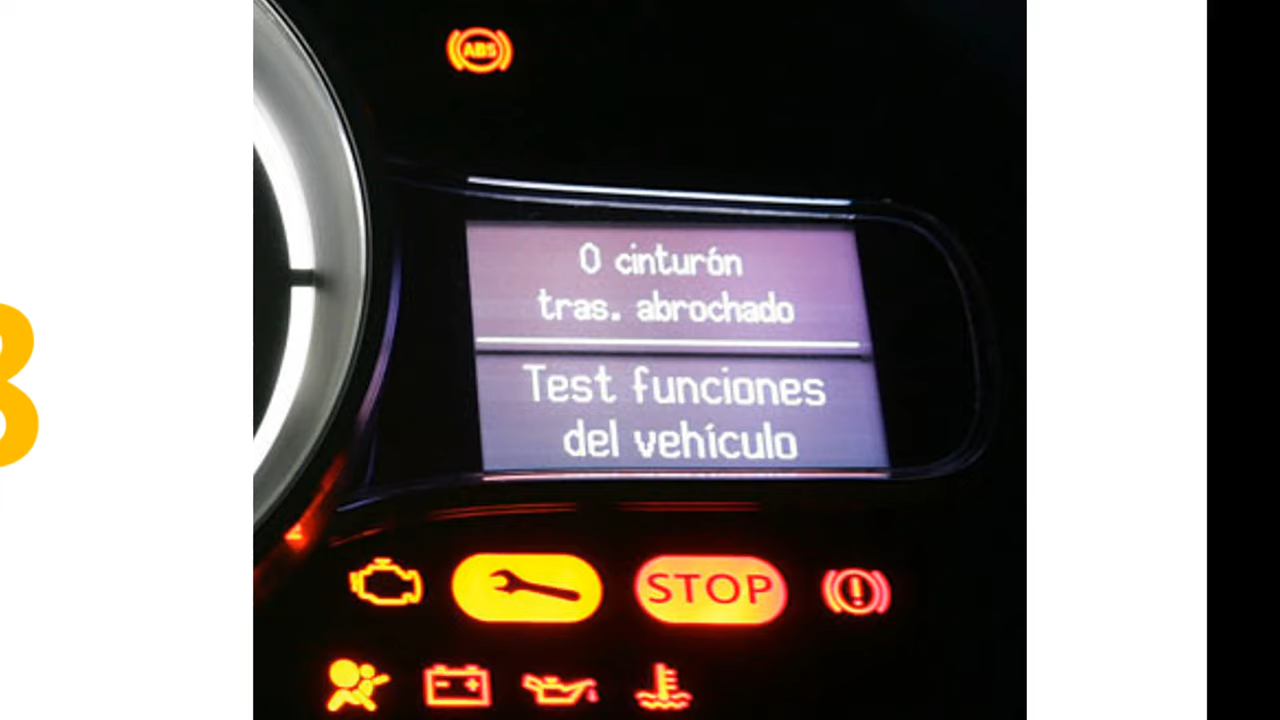 ABS
0 cinturón
tras. abrochado
Test funciones
del vehículo
STOP